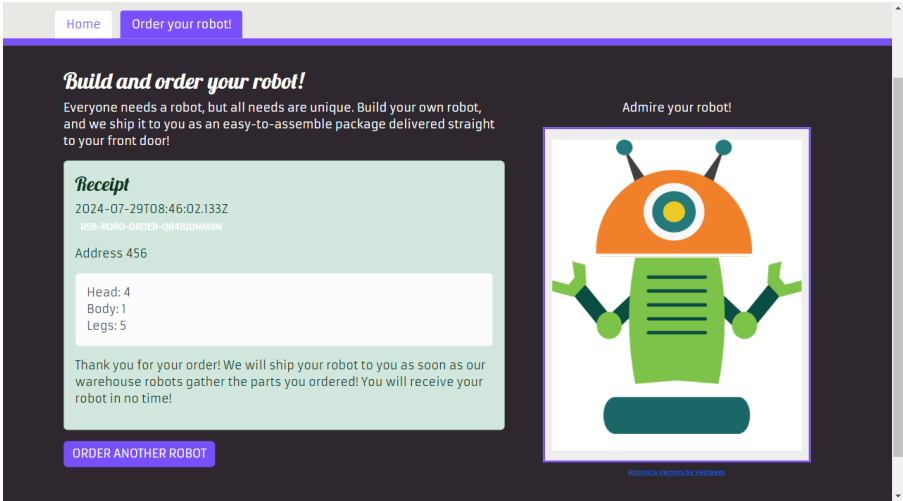 Home
Order your robot!
Build and order your robot!
Everyone needs a robot, but all needs are unique. Build your own robot,
and we ship it to you as an easy-to-assemble package delivered straight
to your front door!
Receipt
2024-07-29T08:46:02.133Z
RSB-ROBO-ORDER-QR4BJONM9N
Address 456
Head: 4
Body: 1
Legs: 5
Thank you for your order! We will ship your robot to you as soon as our
warehouse robots gather the parts you ordered! You will receive your
robot in no time!
ORDER ANOTHER ROBOT
Admire your robot!
Robotics Vectors by Vecteezy